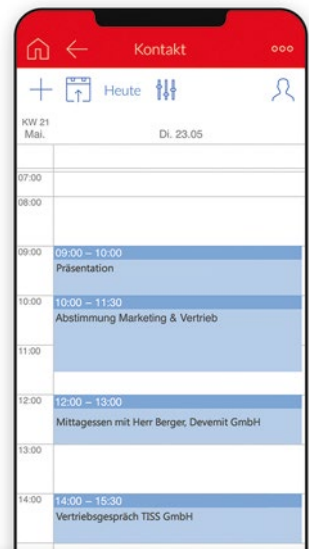 Kontakt
Heute
KW 21
Mai.
Di. 23.05
07:00
08:00
09:00
09:00 – 10:00
Präsentation
10:00
10:00 – 11:30
Abstimmung Marketing & Vertrieb
11:00
12:00
12:00 – 13:00
Mittagessen mit Herr Berger, Devemit GmbH
13:00
14:00
14:00 – 15:30
Vertriebsgespräch TISS GmbH